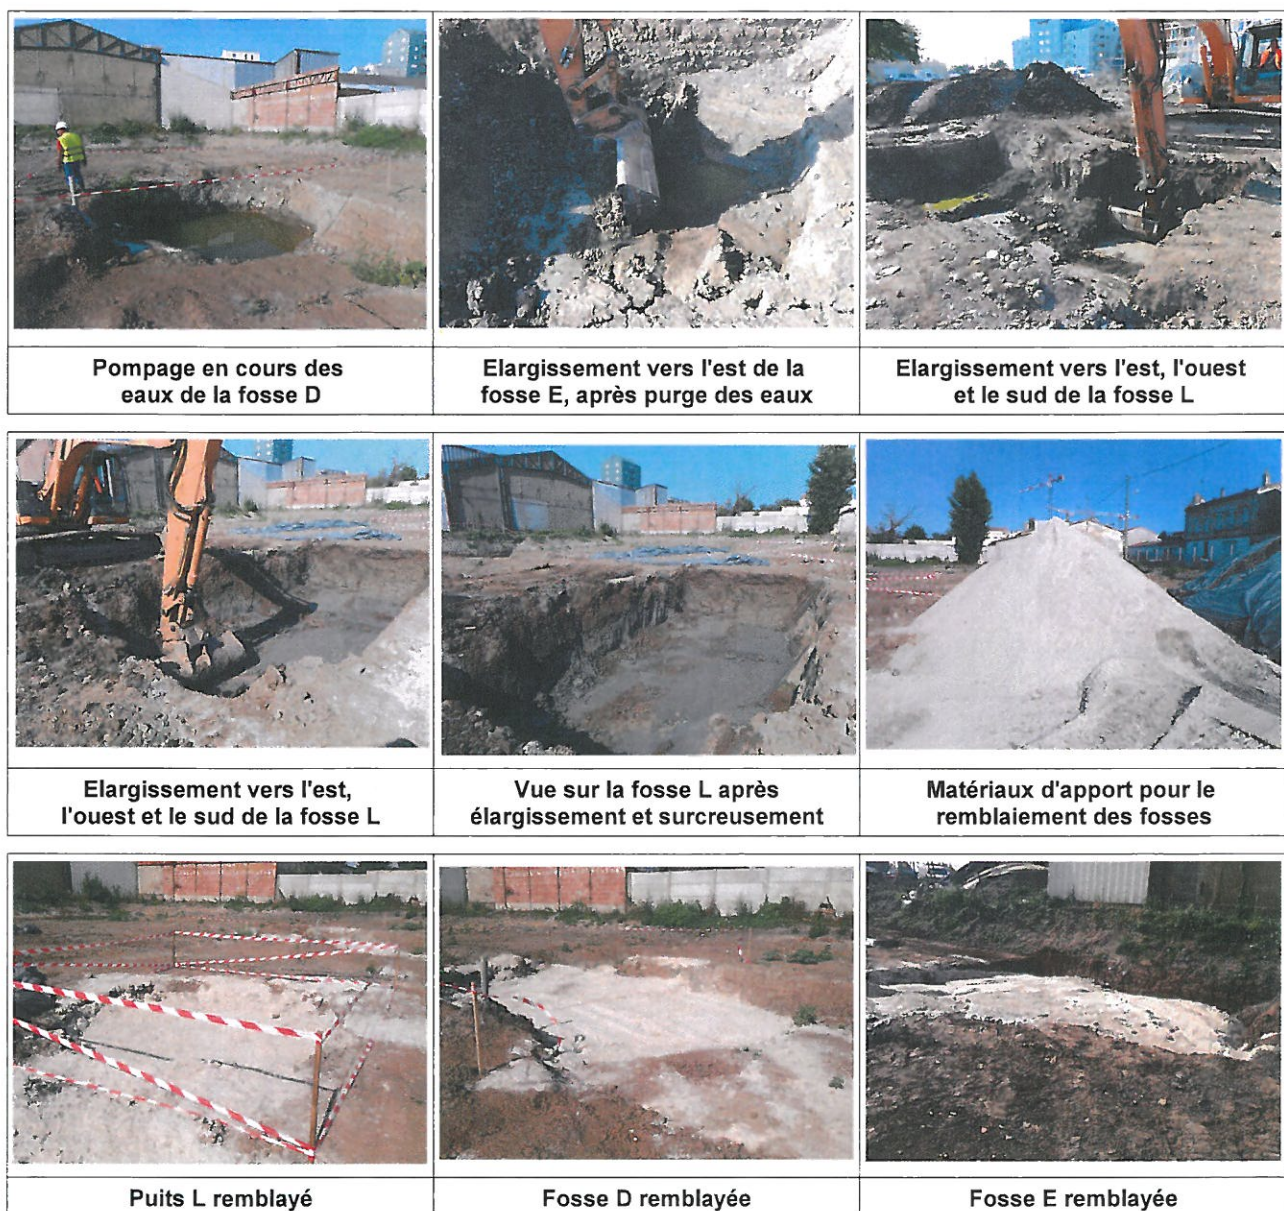 Pompage en cours des
eaux de la fosse D
Elargissement vers l'est de la
fosse E, après purge des eaux
Elargissement vers l'est, l'ouest
et le sud de la fosse L
Elargissement vers l'est,
l'ouest et le sud de la fosse L
Vue sur la fosse L après
élargissement et surcreusement
Matériaux d'apport pour le
remblaiement des fosses
Puits L remblayé
Fosse D remblayée
Fosse E remblayée